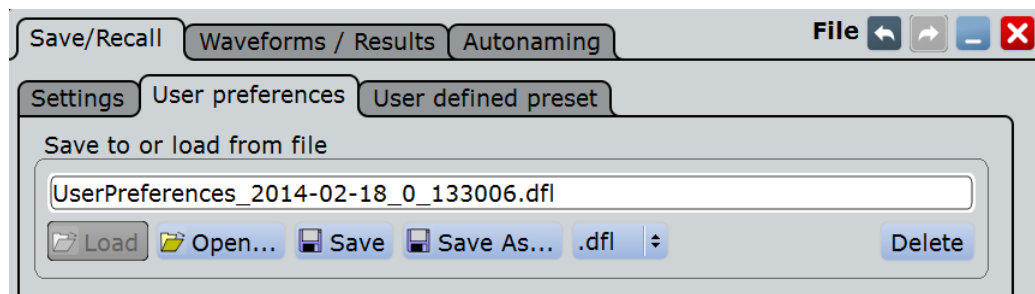 Save/Recall Waveforms / Results Autonaming File
Settings User preferences User defined preset
Save to or load from file
UserPreferences_2014-02-18_0_133006.dfl
Load Open... Save Save As... .dfl Delete